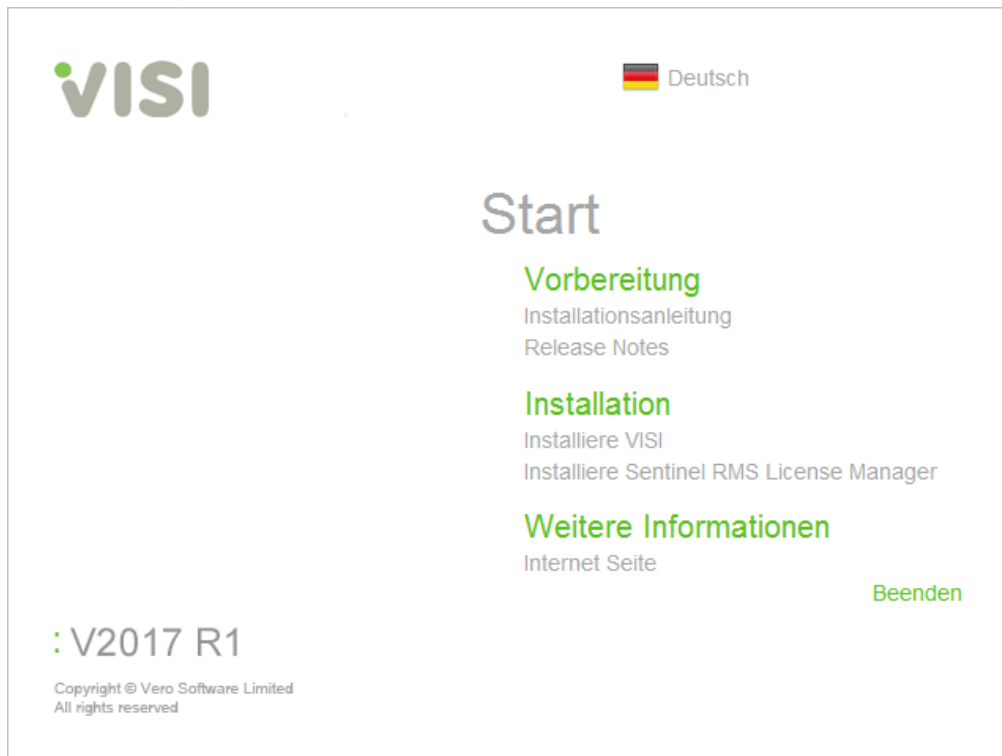 VISI
Deutsch
Start
Vorbereitung
Installationsanleitung
Release Notes
Installation
Installiere VISI
Installiere Sentinel RMS License Manager
Weitere Informationen
Internet Seite
Beenden
: V2017 R1
Copyright © Vero Software Limited
All rights reserved